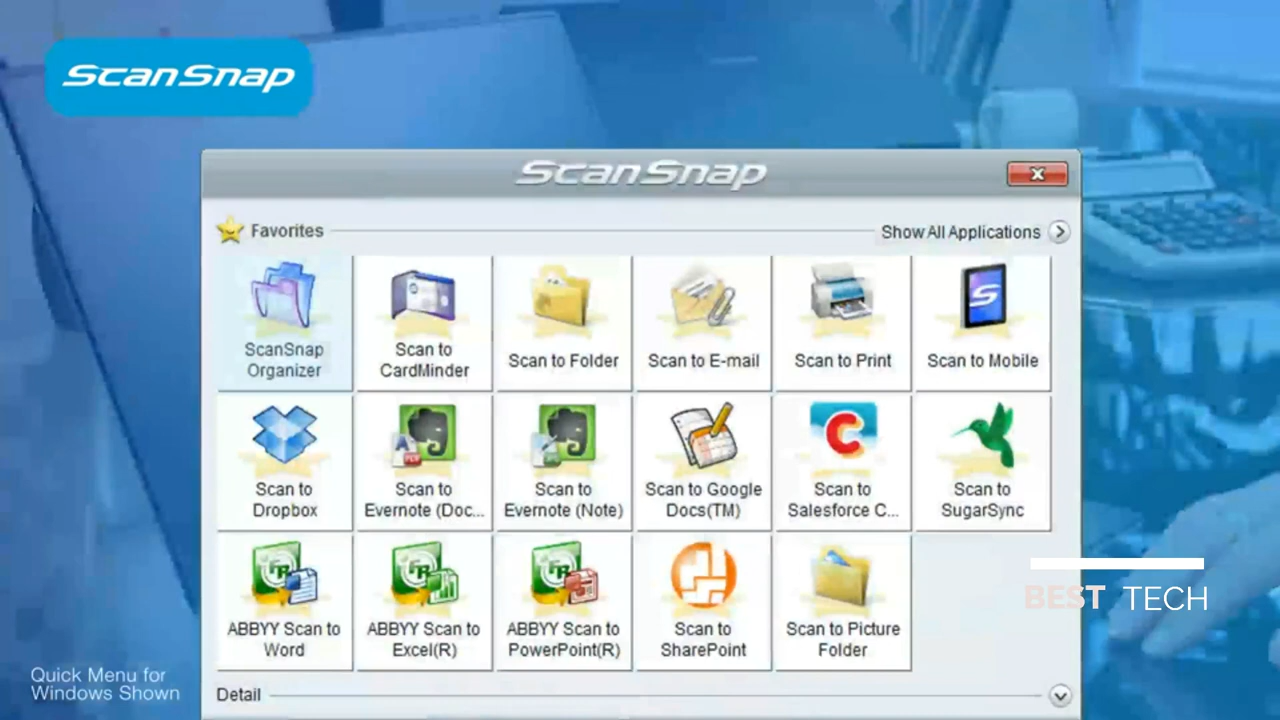 ScanSnap
ScanSnap
x
Favorites
Show All Applications
ScanSnap
Organizer
Scan to
CardMinder
Scan to Folder
Scan to E-mail
Scan to Print
Scan to Mobile
Scan to
Dropbox
Scan to
Evernote (Doc...
Scan to
Evernote (Note)
Scan to Google
Docs(TM)
Scan to
Salesforce C...
Scan to
SugarSync
ABBYY Scan to
Word
ABBYY Scan to
Excel(R)
ABBYY Scan to
PowerPoint(R)
Scan to
SharePoint
Scan to Picture
Folder
BEST TECH
Quick Menu for
Windows Shown
Detail